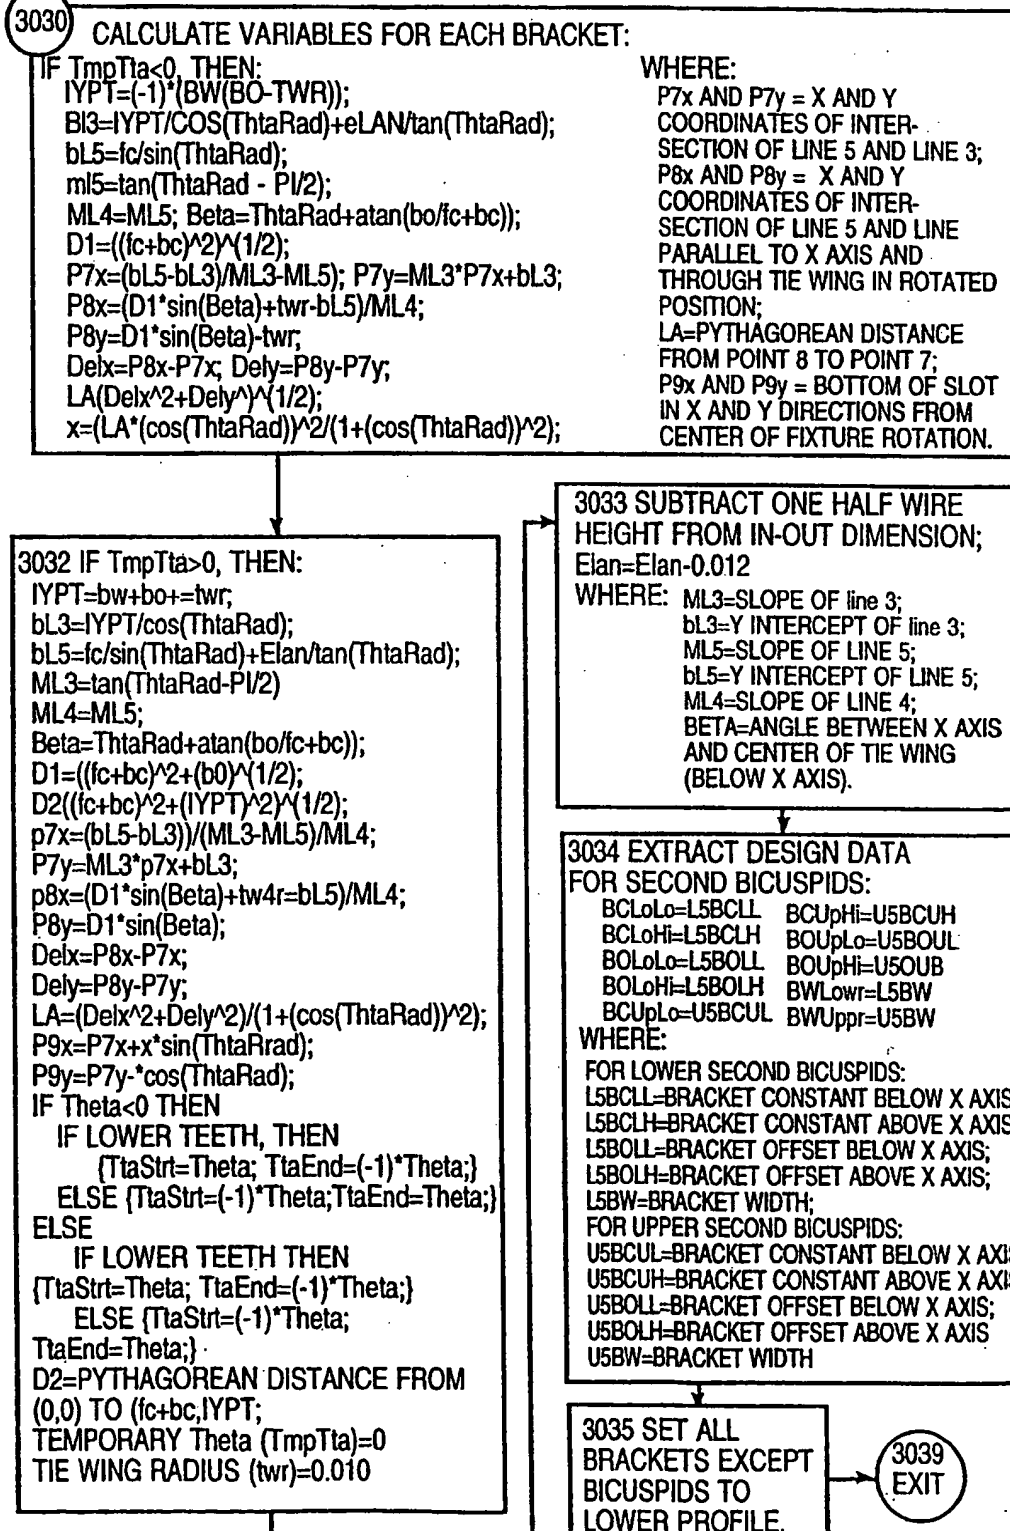 3030
CALCULATE VARIABLES FOR EACH BRACKET:
IF TmpTta<0, THEN:
IYPT=(-1)*(BW(BO-TWR));
Bl3=IYPT/COS(ThtaRad)+eLAN/tan(ThtaRad);
bL5=fc/sin(ThtaRad);
ml5=tan(ThtaRad - PI/2)
ML4=ML5; Beta=ThtaRad+atan(bo/fc+bc));
D1=((fc+bc)^2)^(1/2);
P7x=(bL5-bL3)/ML3-ML5); P7y=ML3*P7x+bL3;
P8x=(D1*sin(Beta)+twr-bL5)/ML4;
P8y=D1*sin(Beta)-twr;
Delx=P8x-P7x; Dely=P8y-P7y;
LA(Delx^2+Dely^)^(1/2);
x=(LA*(cos(ThtaRad))^2/(1+(cos(ThtaRad))^2);
WHERE:
P7x AND P7y = X AND Y
COORDINATES OF INTER-
SECTION OF LINE 5 AND LINE 3;
P8x AND P8y = X AND Y
COORDINATES OF INTER-
SECTION OF LINE 5 AND LINE
PARALLEL TO X AXIS AND
THROUGH TIE WING IN ROTATED
POSITION;
LA=PYTHAGOREAN DISTANCE
FROM POINT 8 TO POINT 7;
P9x AND P9y = BOTTOM OF SLOT
IN X AND Y DIRECTIONS FROM
CENTER OF FIXTURE ROTATION.
3032 IF TmpTta>0, THEN:
IYPT=bw+bo+=twr;
bL3=IYPT/cos(ThtaRad);
bL5=fc/sin(ThtaRad)+Elan/tan(ThtaRad);
ML3=tan(ThtaRad-PI/2)
ML4=ML5;
Beta=ThtaRad+atan(bo/fc+bc));
D1=((fc+bc)^2+(b0)^(1/2);
D2((fc+bc)^2+(IYPT)^2)^(1/2);
p7x=(bL5-bL3))/(ML3-ML5)/ML4;
P7y=ML3*p7x+bL3;
p8x=(D1*sin(Beta)+tw4r=bL5)/ML4;
P8y=D1*sin(Beta);
Delx=P8x-P7x;
Dely=P8y-P7y;
LA=(Delx^2+Dely^2)/(1+(cos(ThtaRad))^2);
P9x=P7x+x*sin(ThtaRrad);
P9y=P7y-*cos(ThtaRad);
IF Theta<0 THEN
IF LOWER TEETH, THEN
{TtaStrt=Theta; TtaEnd=(-1)*Theta;}
ELSE {TtaStrt=(-1)*Theta;TtaEnd=Theta;}
ELSE
IF LOWER TEETH THEN
{TtaStrt=Theta; TtaEnd=(-1)*Theta;}
ELSE {TtaStrt=(-1)*Theta;
TtaEnd=Theta;}
D2=PYTHAGOREAN DISTANCE FROM
(0,0) TO (fc+bc,IYPT;
TEMPORARY Theta (TmpTta)=0
TIE WING RADIUS (twr)=0.010
3033 SUBTRACT ONE HALF WIRE
HEIGHT FROM IN-OUT DIMENSION;
Elan=Elan-0.012
WHERE: ML3=SLOPE OF line 3;
bL3=Y INTERCEPT OF line 3;
ML5=SLOPE OF LINE 5;
bL5=Y INTERCEPT OF LINE 5;
ML4=SLOPE OF LINE 4;
BETA=ANGLE BETWEEN X AXIS
AND CENTER OF TIE WING
(BELOW X AXIS).
3034 EXTRACT DESIGN DATA
FOR SECOND BICUSPIDS:
BCLoLo=L5BCLL BCUpHi=U5BCUH
BCLoHi=L5BCLH BOUpLo=U5BOUL
BOLoLo=L5BOLL BOUpHi=U5OUB
BOLoHi=L5BOLH BWLowr=L5BW
BCUpLo=U5BCUL BWUppr=U5BW
WHERE:
FOR LOWER SECOND BICUSPIDS:
L5BCLL=BRACKET CONSTANT BELOW X AXIS
L5BCLH=BRACKET CONSTANT ABOVE X AXIS
L5BOLL=BRACKET OFFSET BELOW X AXIS;
L5BOLH=BRACKET OFFSET ABOVE X AXIS;
L5BW=BRACKET WIDTH;
FOR UPPER SECOND BICUSPIDS:
U5BCUL=BRACKET CONSTANT BELOW X AXIS
U5BCUH=BRACKET CONSTANT ABOVE X AXIS
U5BOLL=BRACKET OFFSET BELOW X AXIS;
U5BOLH=BRACKET OFFSET ABOVE X AXIS
U5BW=BRACKET WIDTH
3035 SET ALL
BRACKETS EXCEPT
BICUSPIDS TO
LOWER PROFILE.
3039
EXIT